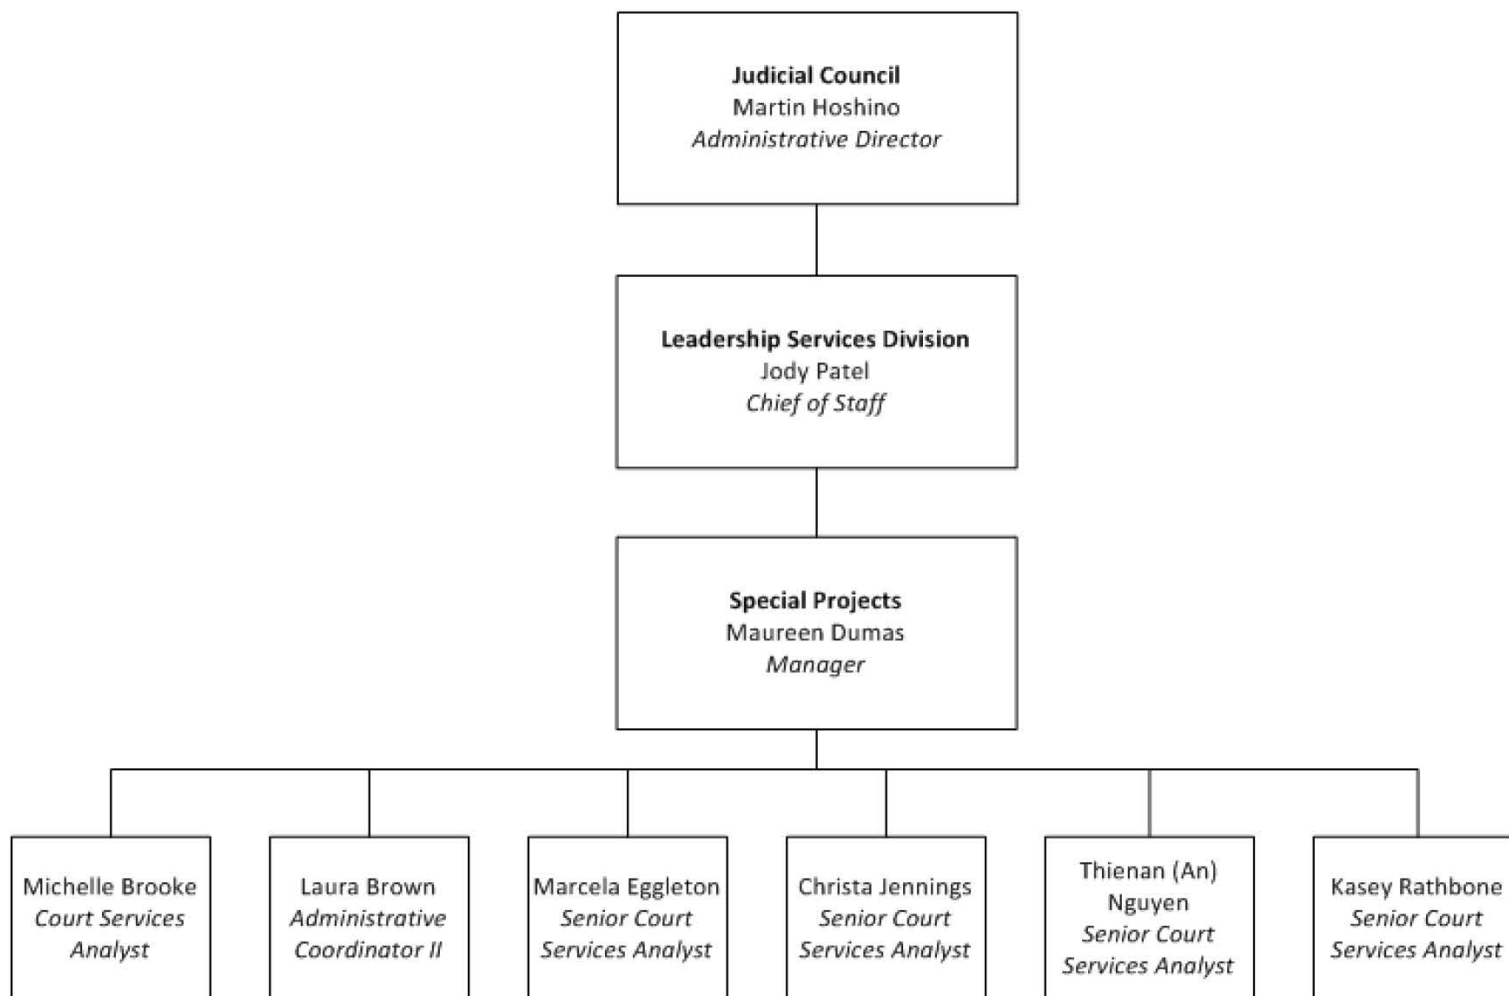 Judicial Council
Martin Hoshino
Administrative Director
Leadership Services Division
Jody Patel
Chief of Staff
Special Projects
Maureen Dumas
Manager
Michelle Brooke
Court Services
Analyst
Laura Brown
Administrative
Coordinator II
Marcela Eggleton
Senior Court
Services Analyst
Christa Jennings
Senior Court
Services Analyst
Thienan (An)
Nguyen
Senior Court
Services Analyst
Kasey Rathbone
Senior Court
Services Analyst